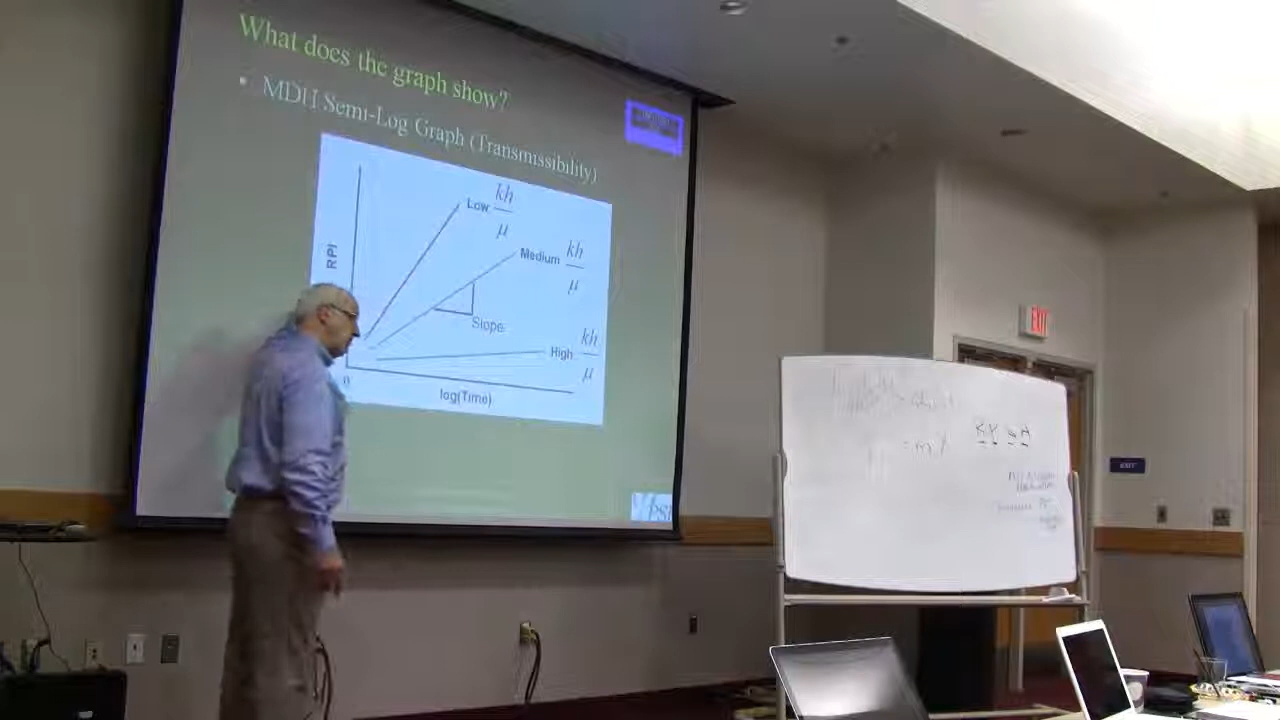 What does the graph show?
• MDH Semi-Log Graph (Transmissibility)
RPI
Low kh
μ
Medium kh
μ
Slope
High kh
μ
0
log(Time)
EXIT
= m
EXIT